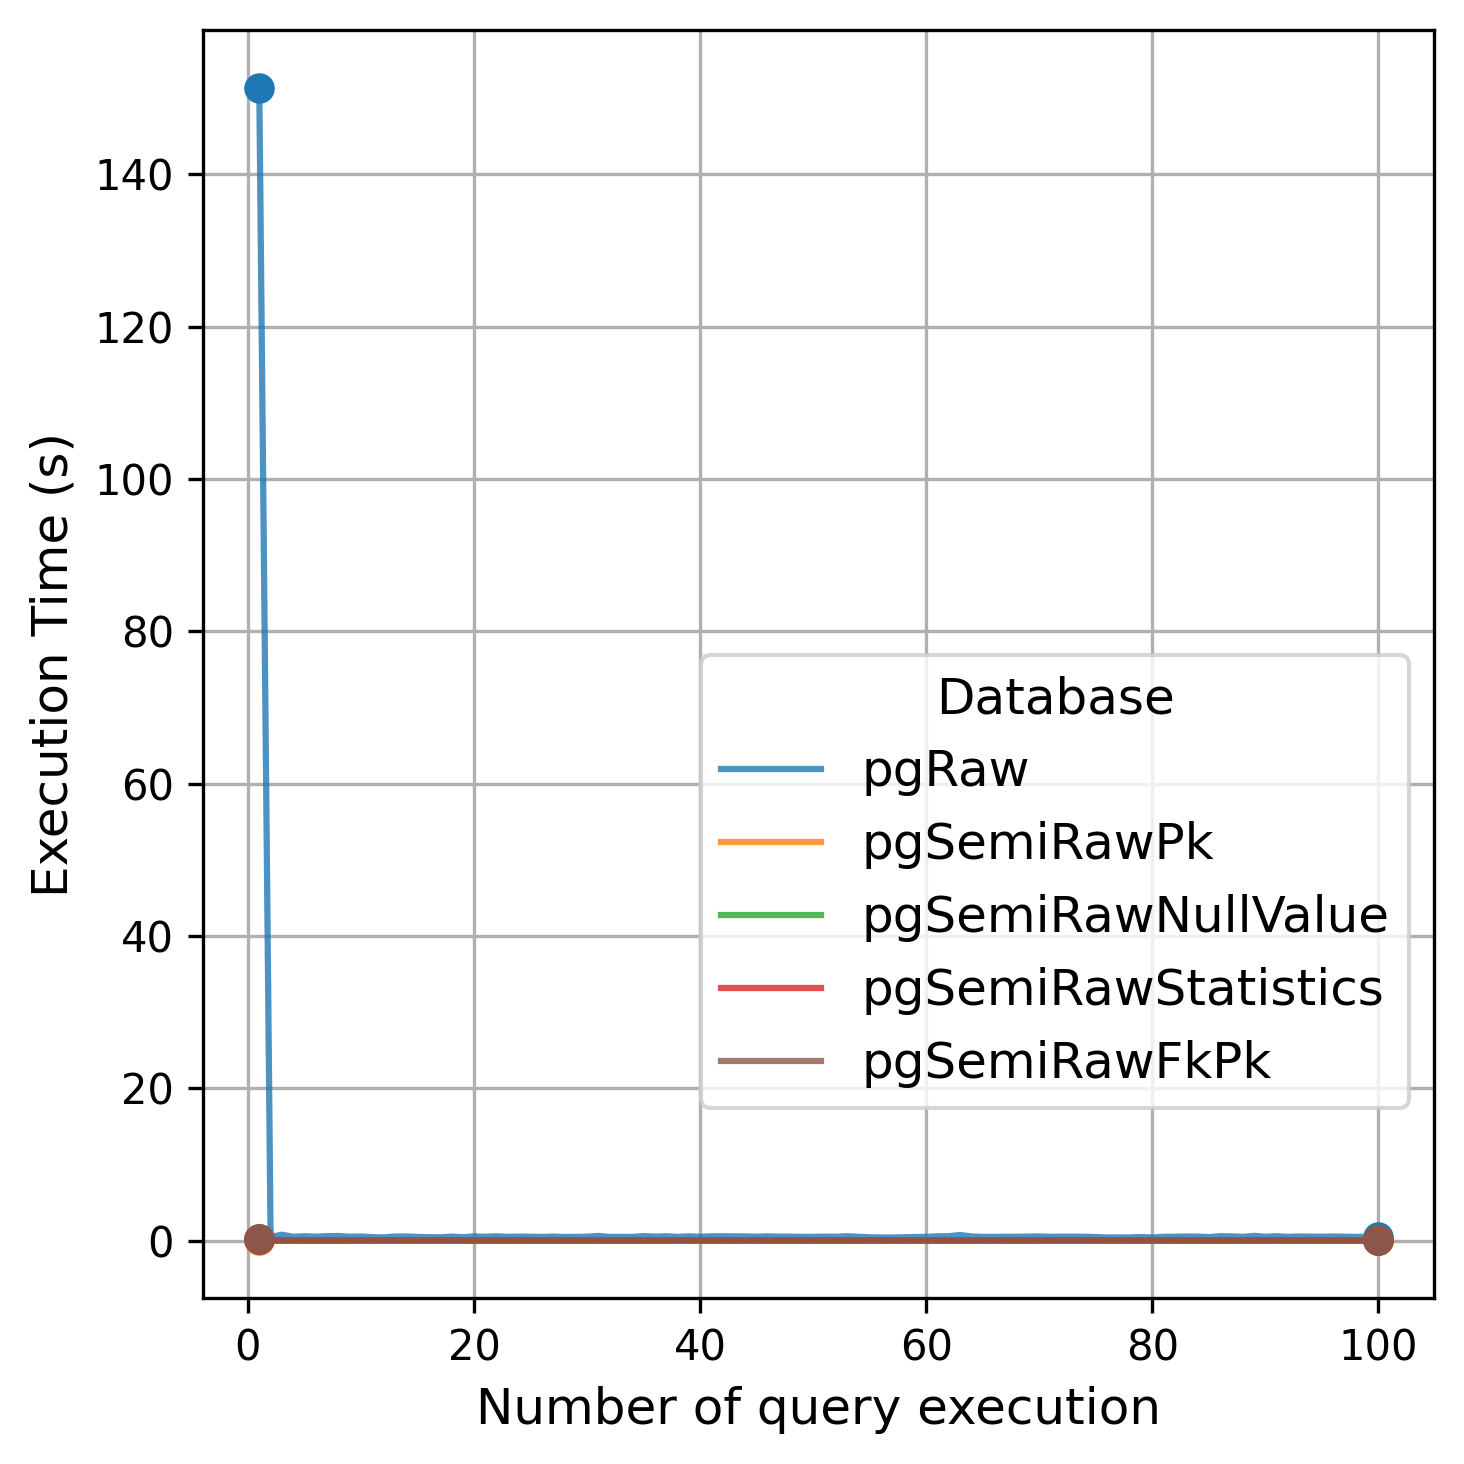 140
120
100
80
60
40
20
0
Execution Time (s)
Database
pgRaw
pgSemiRawPk
pgSemiRawNullValue
pgSemiRawStatistics
pgSemiRawFkPk
0 20 40 60 80 100
Number of query execution